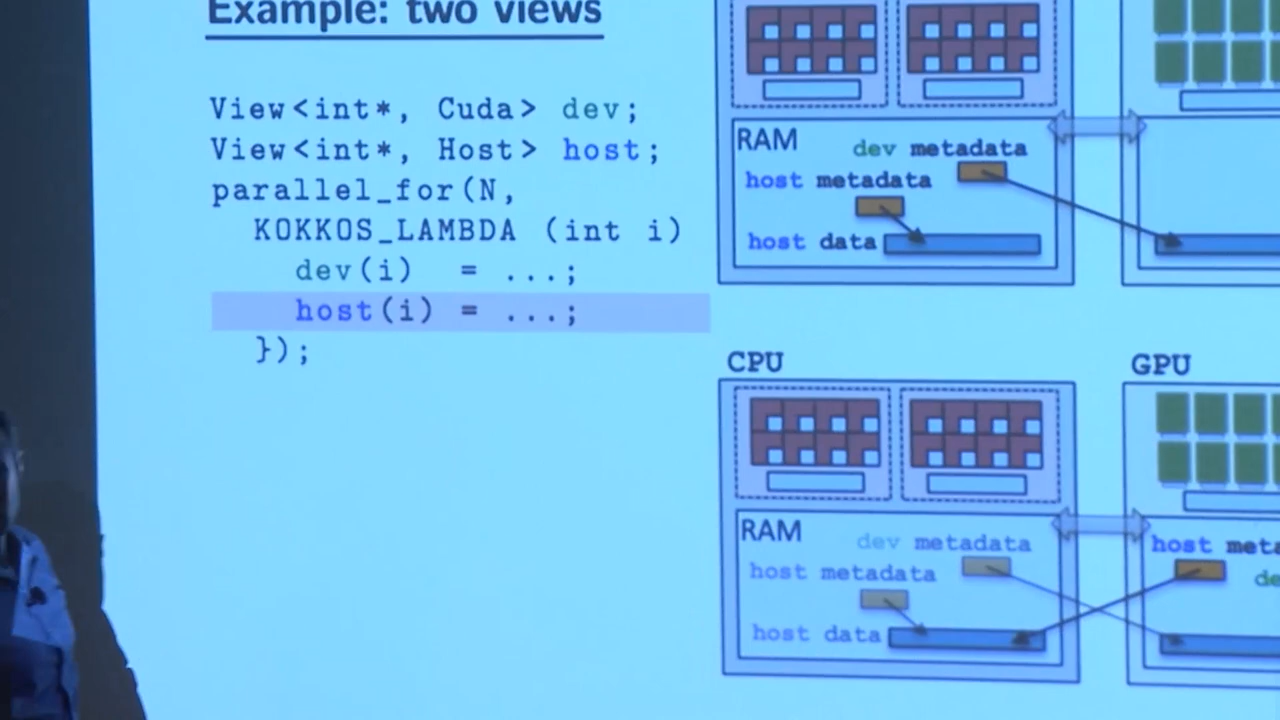 Example: two views
View<int*, Cuda> dev;
View<int*, Host> host;
parallel_for(N,
KOKKOS_LAMBDA (int i)
dev(i) = ...;
host(i) = ...;
});
RAM
dev metadata
host metadata
host data
CPU
GPU
RAM
dev metadata
host metadata
host data
host